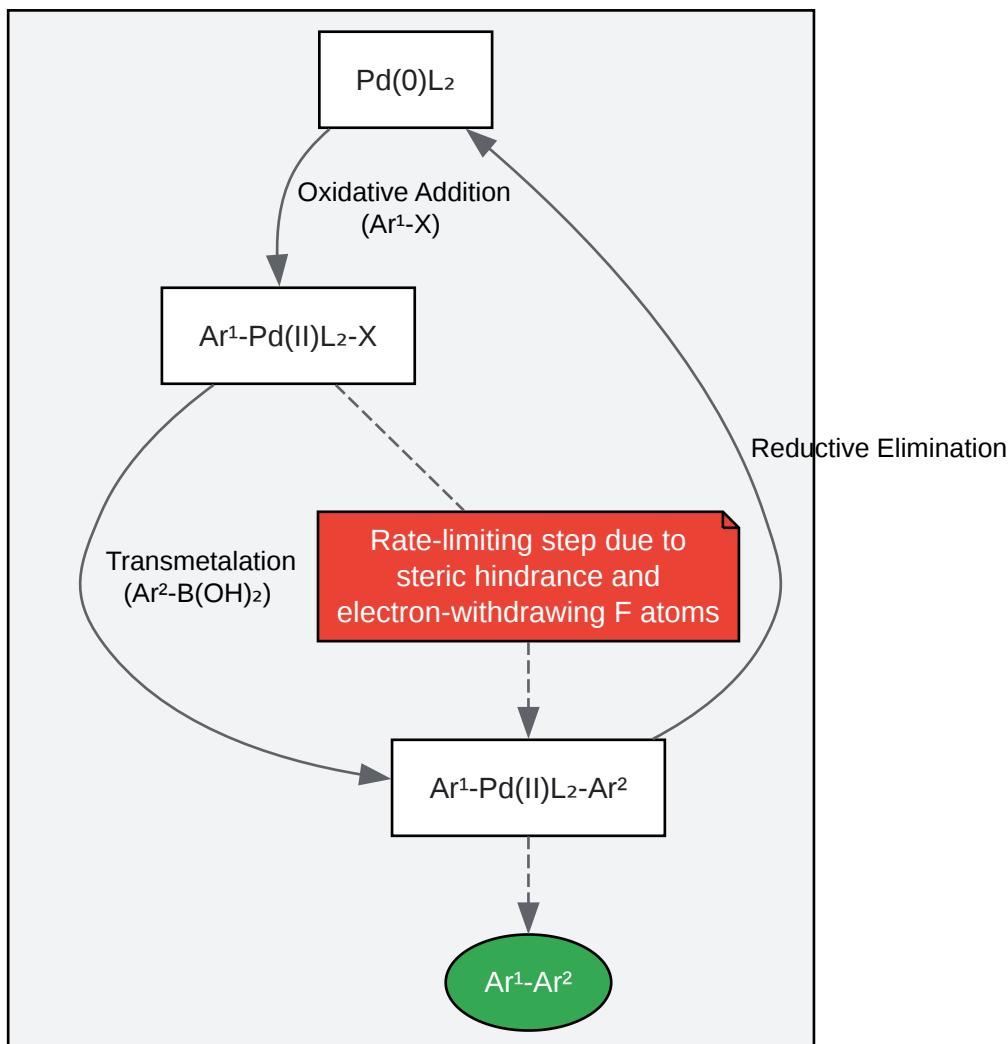 Pd(0)L₂
Oxidative Addition
(Ar¹-X)
Ar¹-Pd(II)L₂-X
Reductive Elimination
Transmetalation
(Ar²-B(OH)₂)
Rate-limiting step due to
steric hindrance and
electron-withdrawing F atoms
Ar¹-Pd(II)L₂-Ar²
Ar¹-Ar²